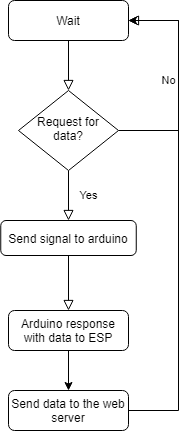 Wait
Request for
data?
No
Yes
Send signal to arduino
Arduino response
with data to ESP
Send data to the web
server